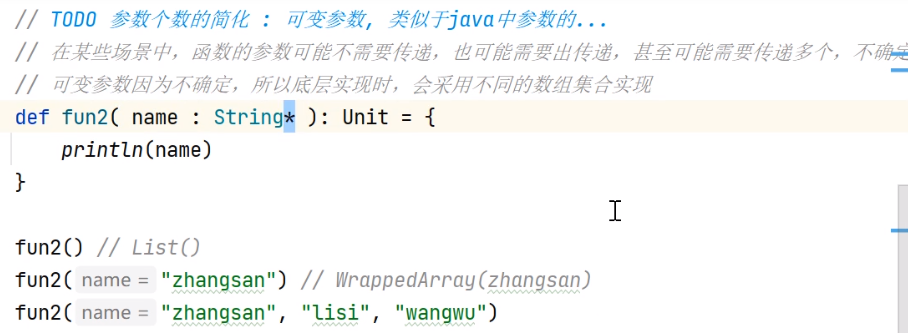 // TODO 参数个数的简化 : 可变参数, 类似于java中参数的...
// 在某些场景中，函数的参数可能不需要传递，也可能需要出传递，甚至可能需要传递多个，不确定
// 可变参数因为不确定，所以底层实现时，会采用不同的数组集合实现
def fun2( name : String* ): Unit = {
println(name)
}
fun2() // List()
fun2( name = "zhangsan") // WrappedArray(zhangsan)
fun2( name = "zhangsan", "lisi", "wangwu")